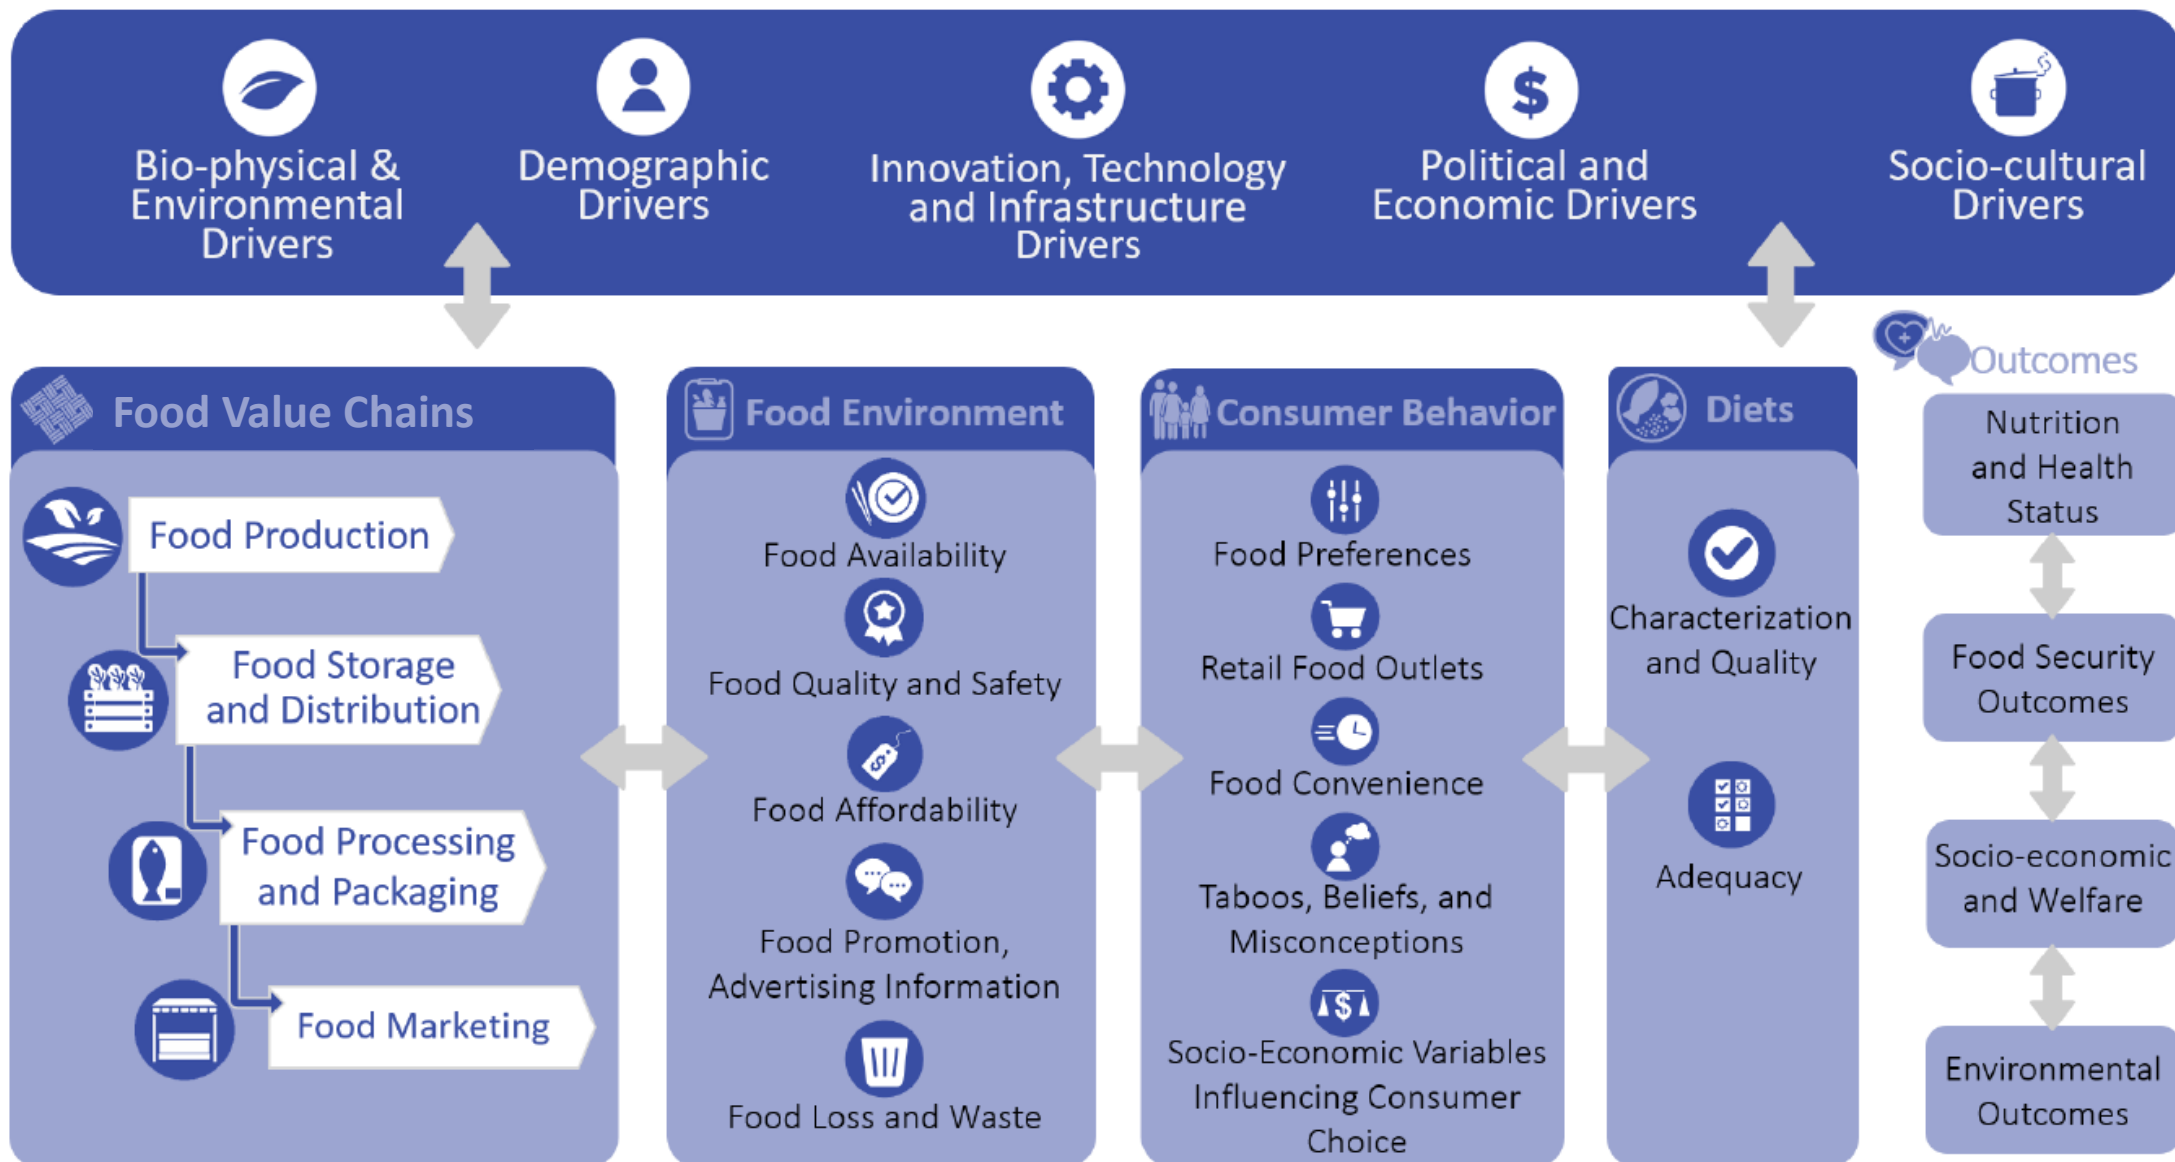 Bio-physical &
Environmental
Drivers
Demographic
Drivers
Innovation, Technology
and Infrastructure
Drivers
Political and
Economic Drivers
Socio-cultural
Drivers
Food Value Chains
Food Production
Food Storage
and Distribution
Food Processing
and Packaging
Food Marketing
Food Environment
Food Availability
Food Quality and Safety
Food Affordability
Food Promotion,
Advertising Information
Food Loss and Waste
Consumer Behavior
Food Preferences
Retail Food Outlets
Food Convenience
Taboos, Beliefs, and
Misconceptions
Socio-Economic Variables
Influencing Consumer
Choice
Diets
Characterization
and Quality
Adequacy
Outcomes
Nutrition
and Health
Status
Food Security
Outcomes
Socio-economic
and Welfare
Environmental
Outcomes